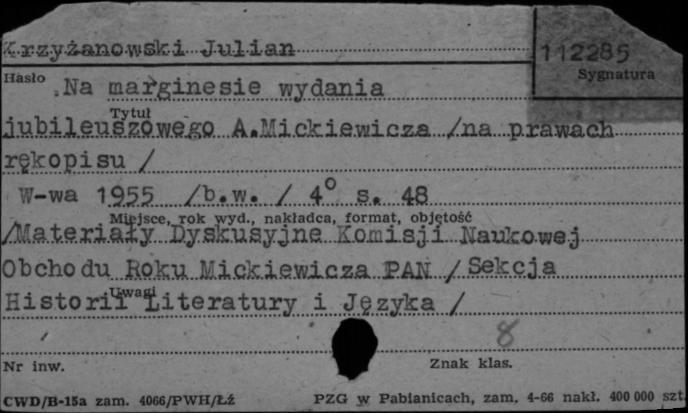 Krzyżanowski Julian
112285
Hasło
Sygnatura
Na marginesie wydania
Tytuł
jubileuszowego A.Mickiewicza /na prawach
rękopisu /
W-wa 1955 /b.w. / 4° s. 48
Miejsce, rok wyd., nakładca, format, objętość
/Materiały Dyskusyjne Komisji Naukowej
Obchodu Roku Mickiewicza PAN / Sekcja
Uwagi
Historii Literatury i Języka /
8
Nr inw.
Znak klas.
CWD/B-15a zam. 4066/PWH/Łź
PZG w Pabianicach, zam. 4-66 nakł. 400 000 szt.